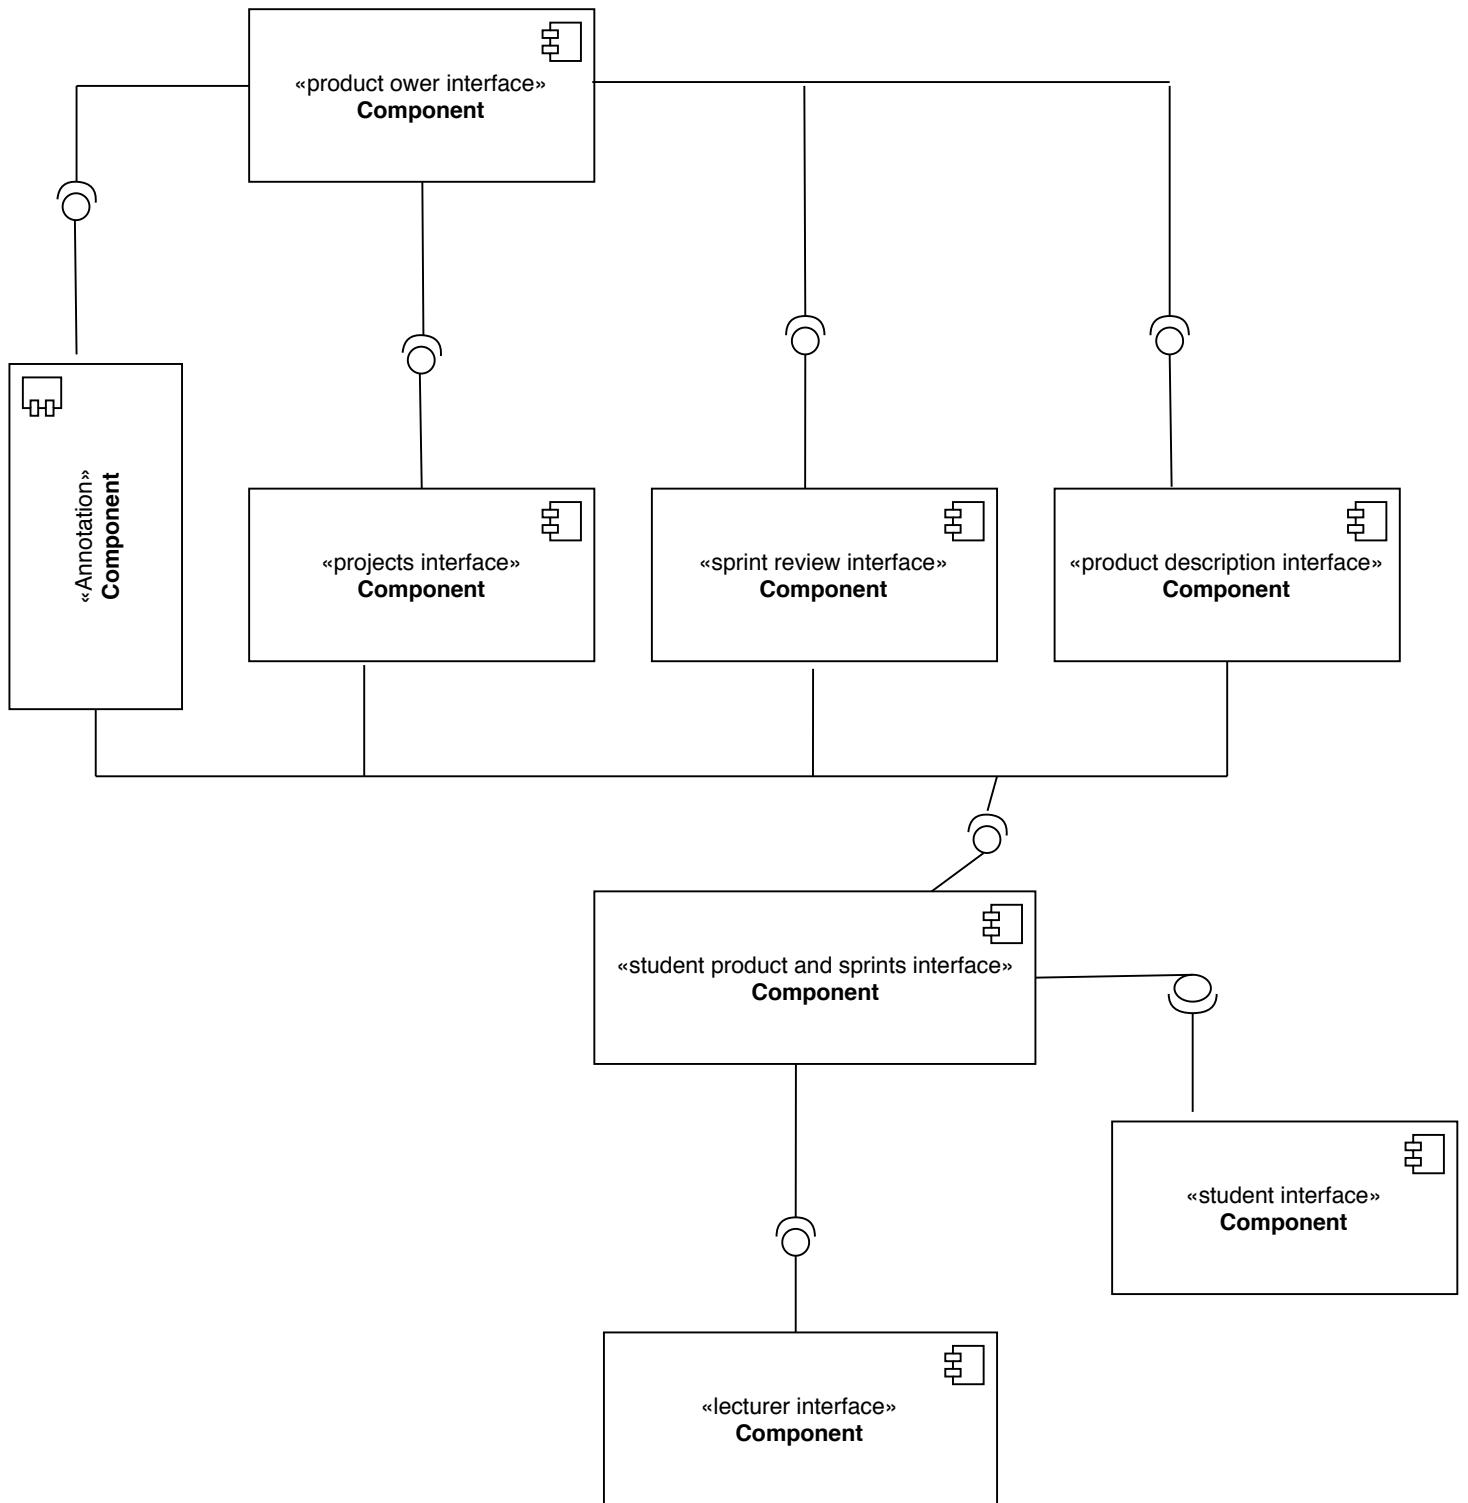 «product ower interface»
Component
«Annotation»
Component
«projects interface»
Component
«sprint review interface»
Component
«product description interface»
Component
«student product and sprints interface»
Component
«student interface»
Component
«lecturer interface»
Component